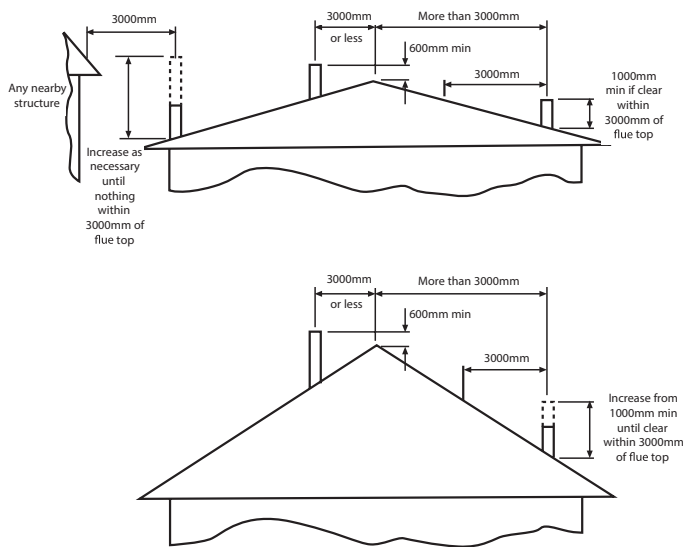 3000mm
Any nearby
structure
Increase as
necessary
until
nothing
within
3000mm of
flue top
3000mm
or less
More than 3000mm
600mm min
3000mm
1000mm
min if clear
within
3000mm of
flue top
3000mm
or less
More than 3000mm
600mm min
3000mm
Increase from
1000mm min
until clear
within 3000mm
of flue top